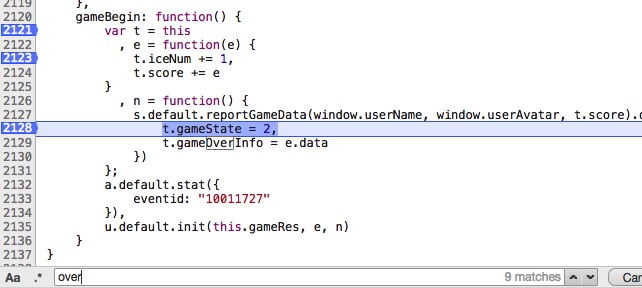 2119 },
2120 gameBegin: function() {
2121 var t = this
2122 , e = function(e) {
2123 t.iceNum += 1,
2124 t.score += e
2125 }
2126 , n = function() {
2127 s.default.reportGameData(window.userName, window.userAvatar, t.score).
2128 t.gameState = 2,
2129 t.gameOverInfo = e.data
2130 })
2131 };
2132 a.default.stat({
2133 eventid: "10011727"
2134 }),
2135 u.default.init(this.gameRes, e, n)
2136 }
2137 }
Aa .* over 9 matches Can